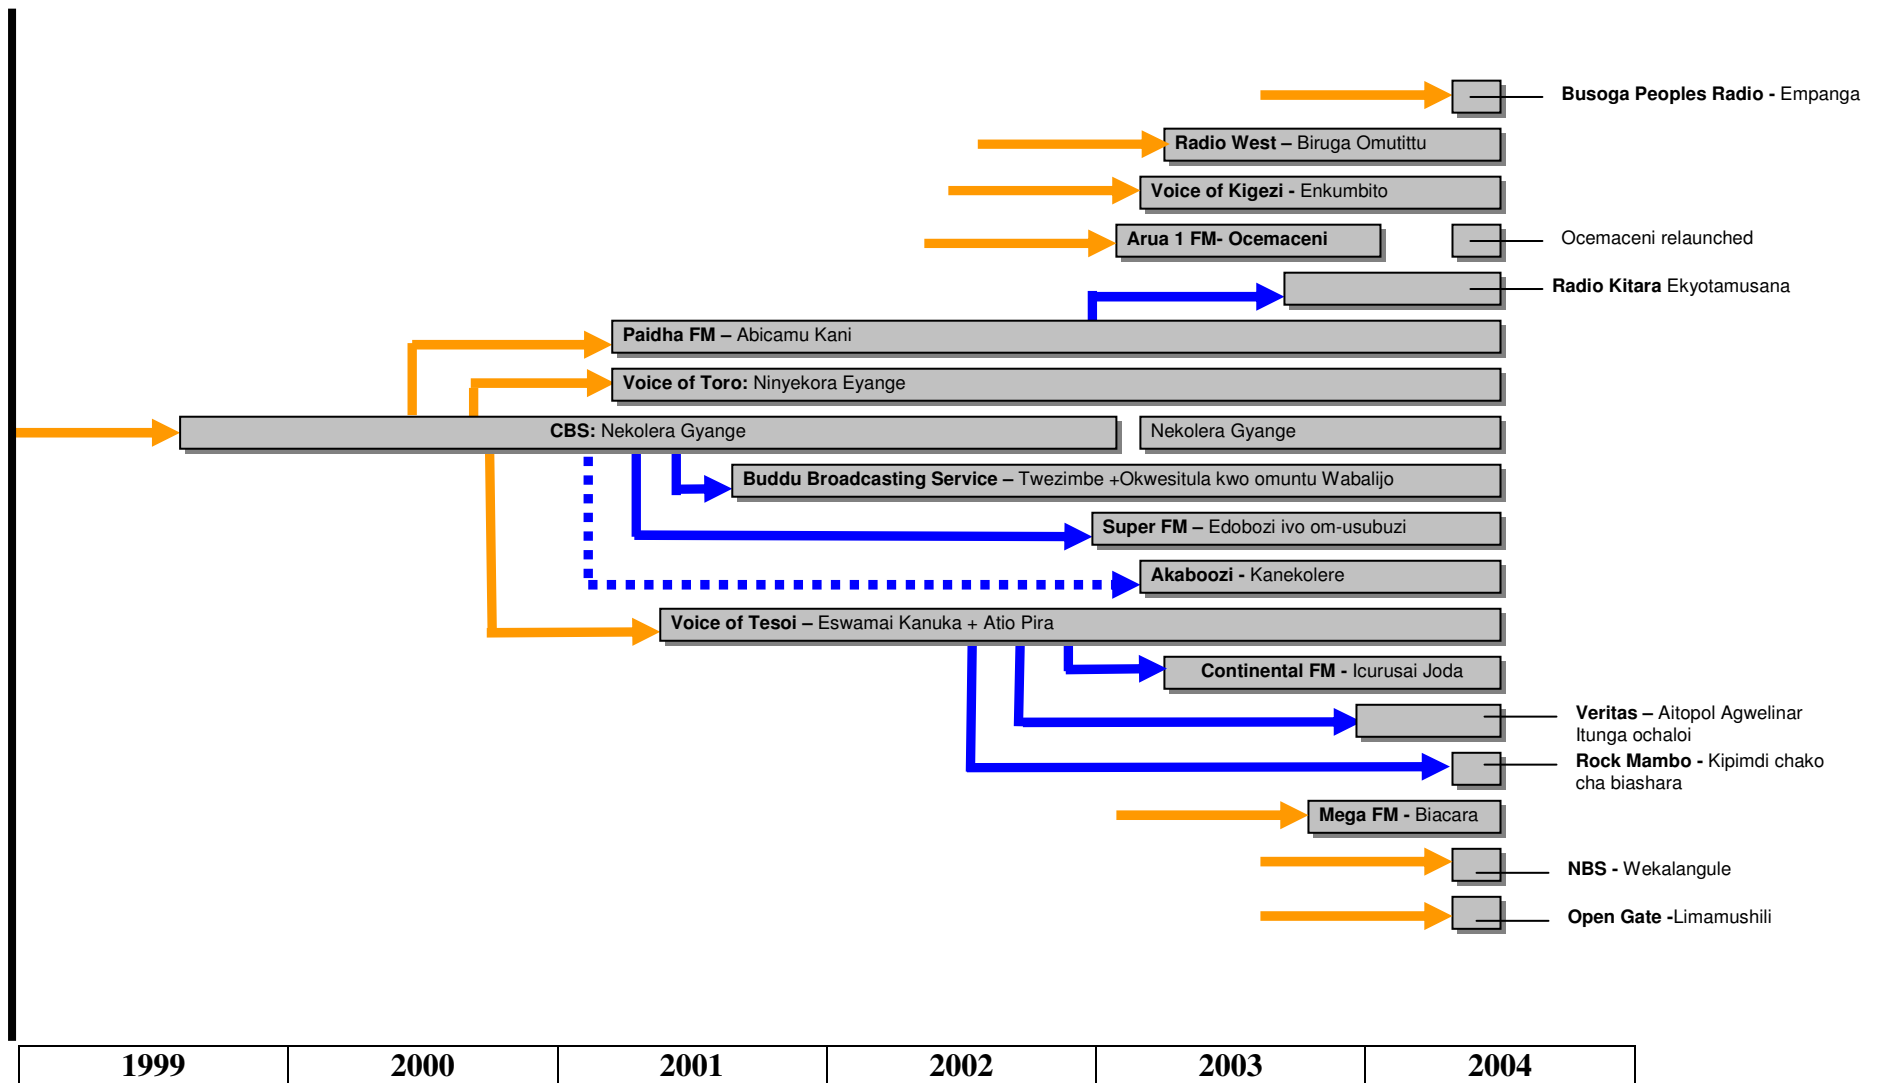 Busoga Peoples Radio - Empanga
Radio West – Biruga Omutittu
Voice of Kigezi - Enkumbito
Arua 1 FM- Ocemaceni
Ocemaceni relaunched
Radio Kitara Ekyotamusana
Paidha FM – Abicamu Kani
Voice of Toro: Ninyekora Eyange
CBS: Nekolera Gyange
Nekolera Gyange
Buddu Broadcasting Service – Twezimbe +Okwesitula kwo omuntu Wabalijo
Super FM – Edobozi ivo om-usubuzi
Akaboozi - Kanekolere
Voice of Tesoi – Eswamai Kanuka + Atio Pira
Continental FM - Icurusai Joda
Veritas – Aitopol Agwelinar
Itunga ochaloi
Rock Mambo - Kipimdi chako
cha biashara
Mega FM - Biacara
NBS - Wekalangule
Open Gate -Limamushili
1999 2000 2001 2002 2003 2004